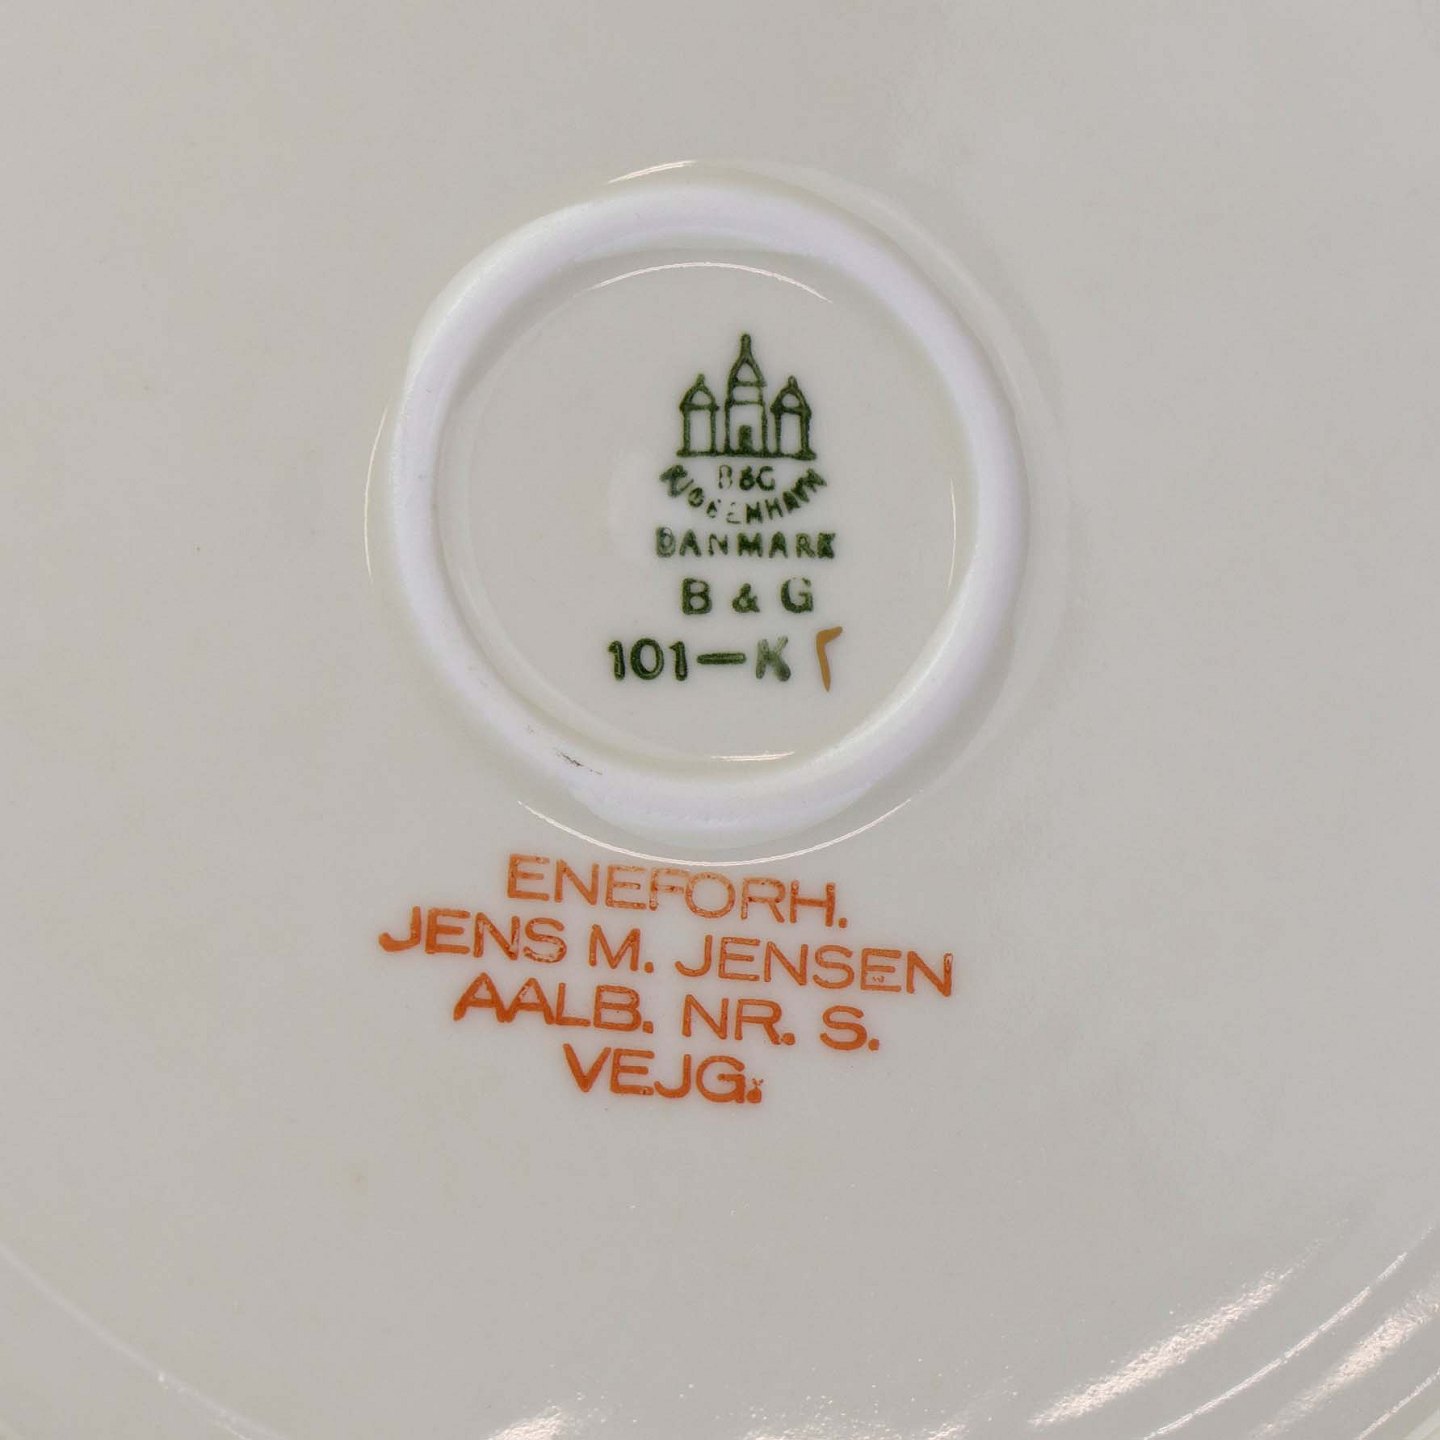 B&G
KJØBENHAVN
DANMARK
B & G
101-K
ENEFORH.
JENS M. JENSEN
AALB. NR. S.
VEJG.